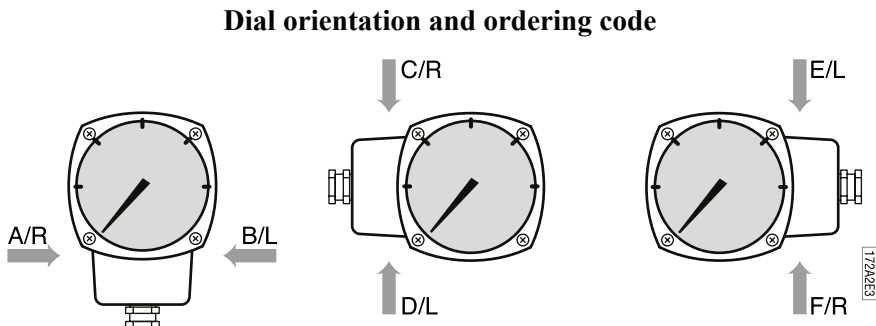 Dial orientation and ordering code
C/R
E/L
A/R
B/L
D/L
F/R
172A2E3